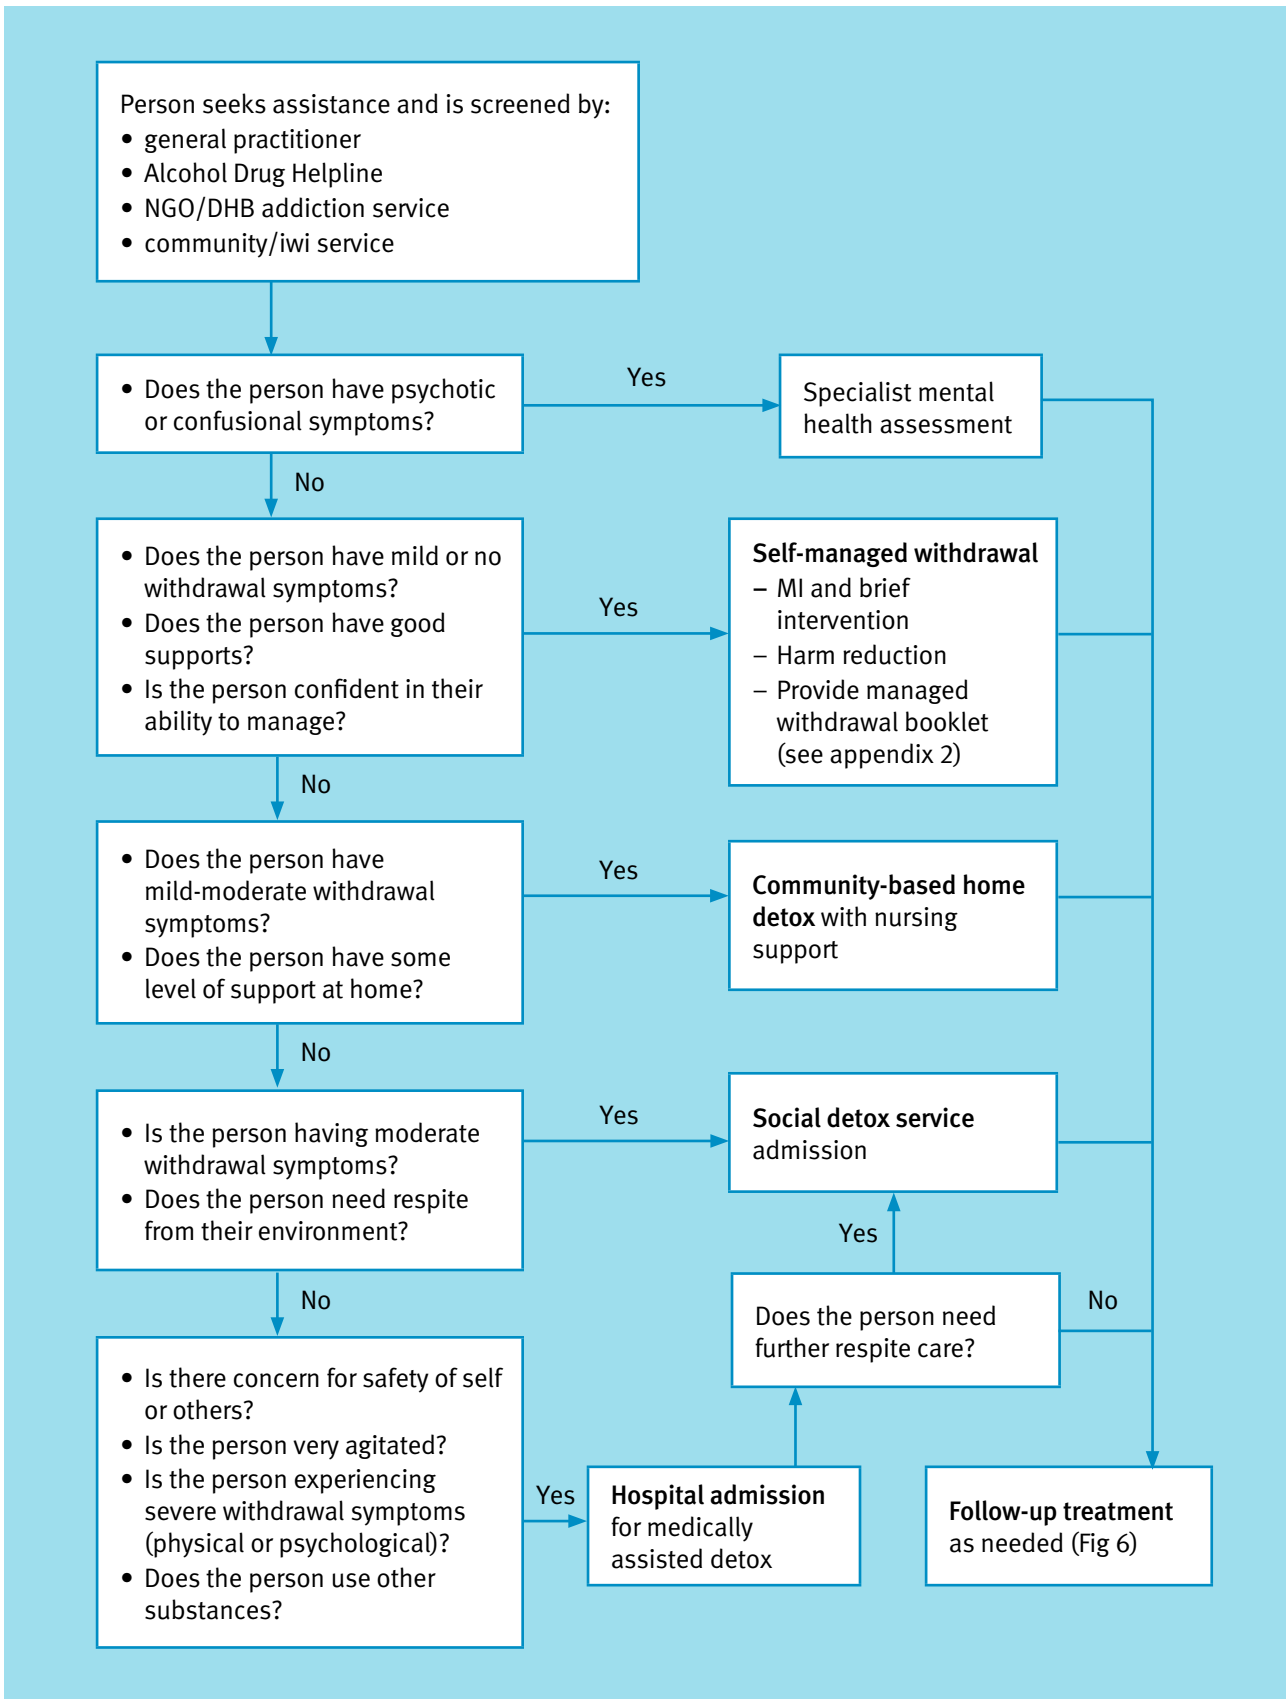 Person seeks assistance and is screened by:
• general practitioner
• Alcohol Drug Helpline
• NGO/DHB addiction service
• community/iwi service
• Does the person have psychotic
or confusional symptoms?
Yes
Specialist mental
health assessment
No
• Does the person have mild or no
withdrawal symptoms?
• Does the person have good
supports?
• Is the person confident in their
ability to manage?
Yes
Self-managed withdrawal
– MI and brief
intervention
– Harm reduction
– Provide managed
withdrawal booklet
(see appendix 2)
No
• Does the person have
mild-moderate withdrawal
symptoms?
• Does the person have some
level of support at home?
Yes
Community-based home
detox with nursing
support
No
• Is the person having moderate
withdrawal symptoms?
• Does the person need respite
from their environment?
Yes
Social detox service
admission
Yes
Does the person need
further respite care?
No
No
• Is there concern for safety of self
or others?
• Is the person very agitated?
• Is the person experiencing
severe withdrawal symptoms
(physical or psychological)?
• Does the person use other
substances?
Yes
Hospital admission
for medically
assisted detox
Follow-up treatment
as needed (Fig 6)